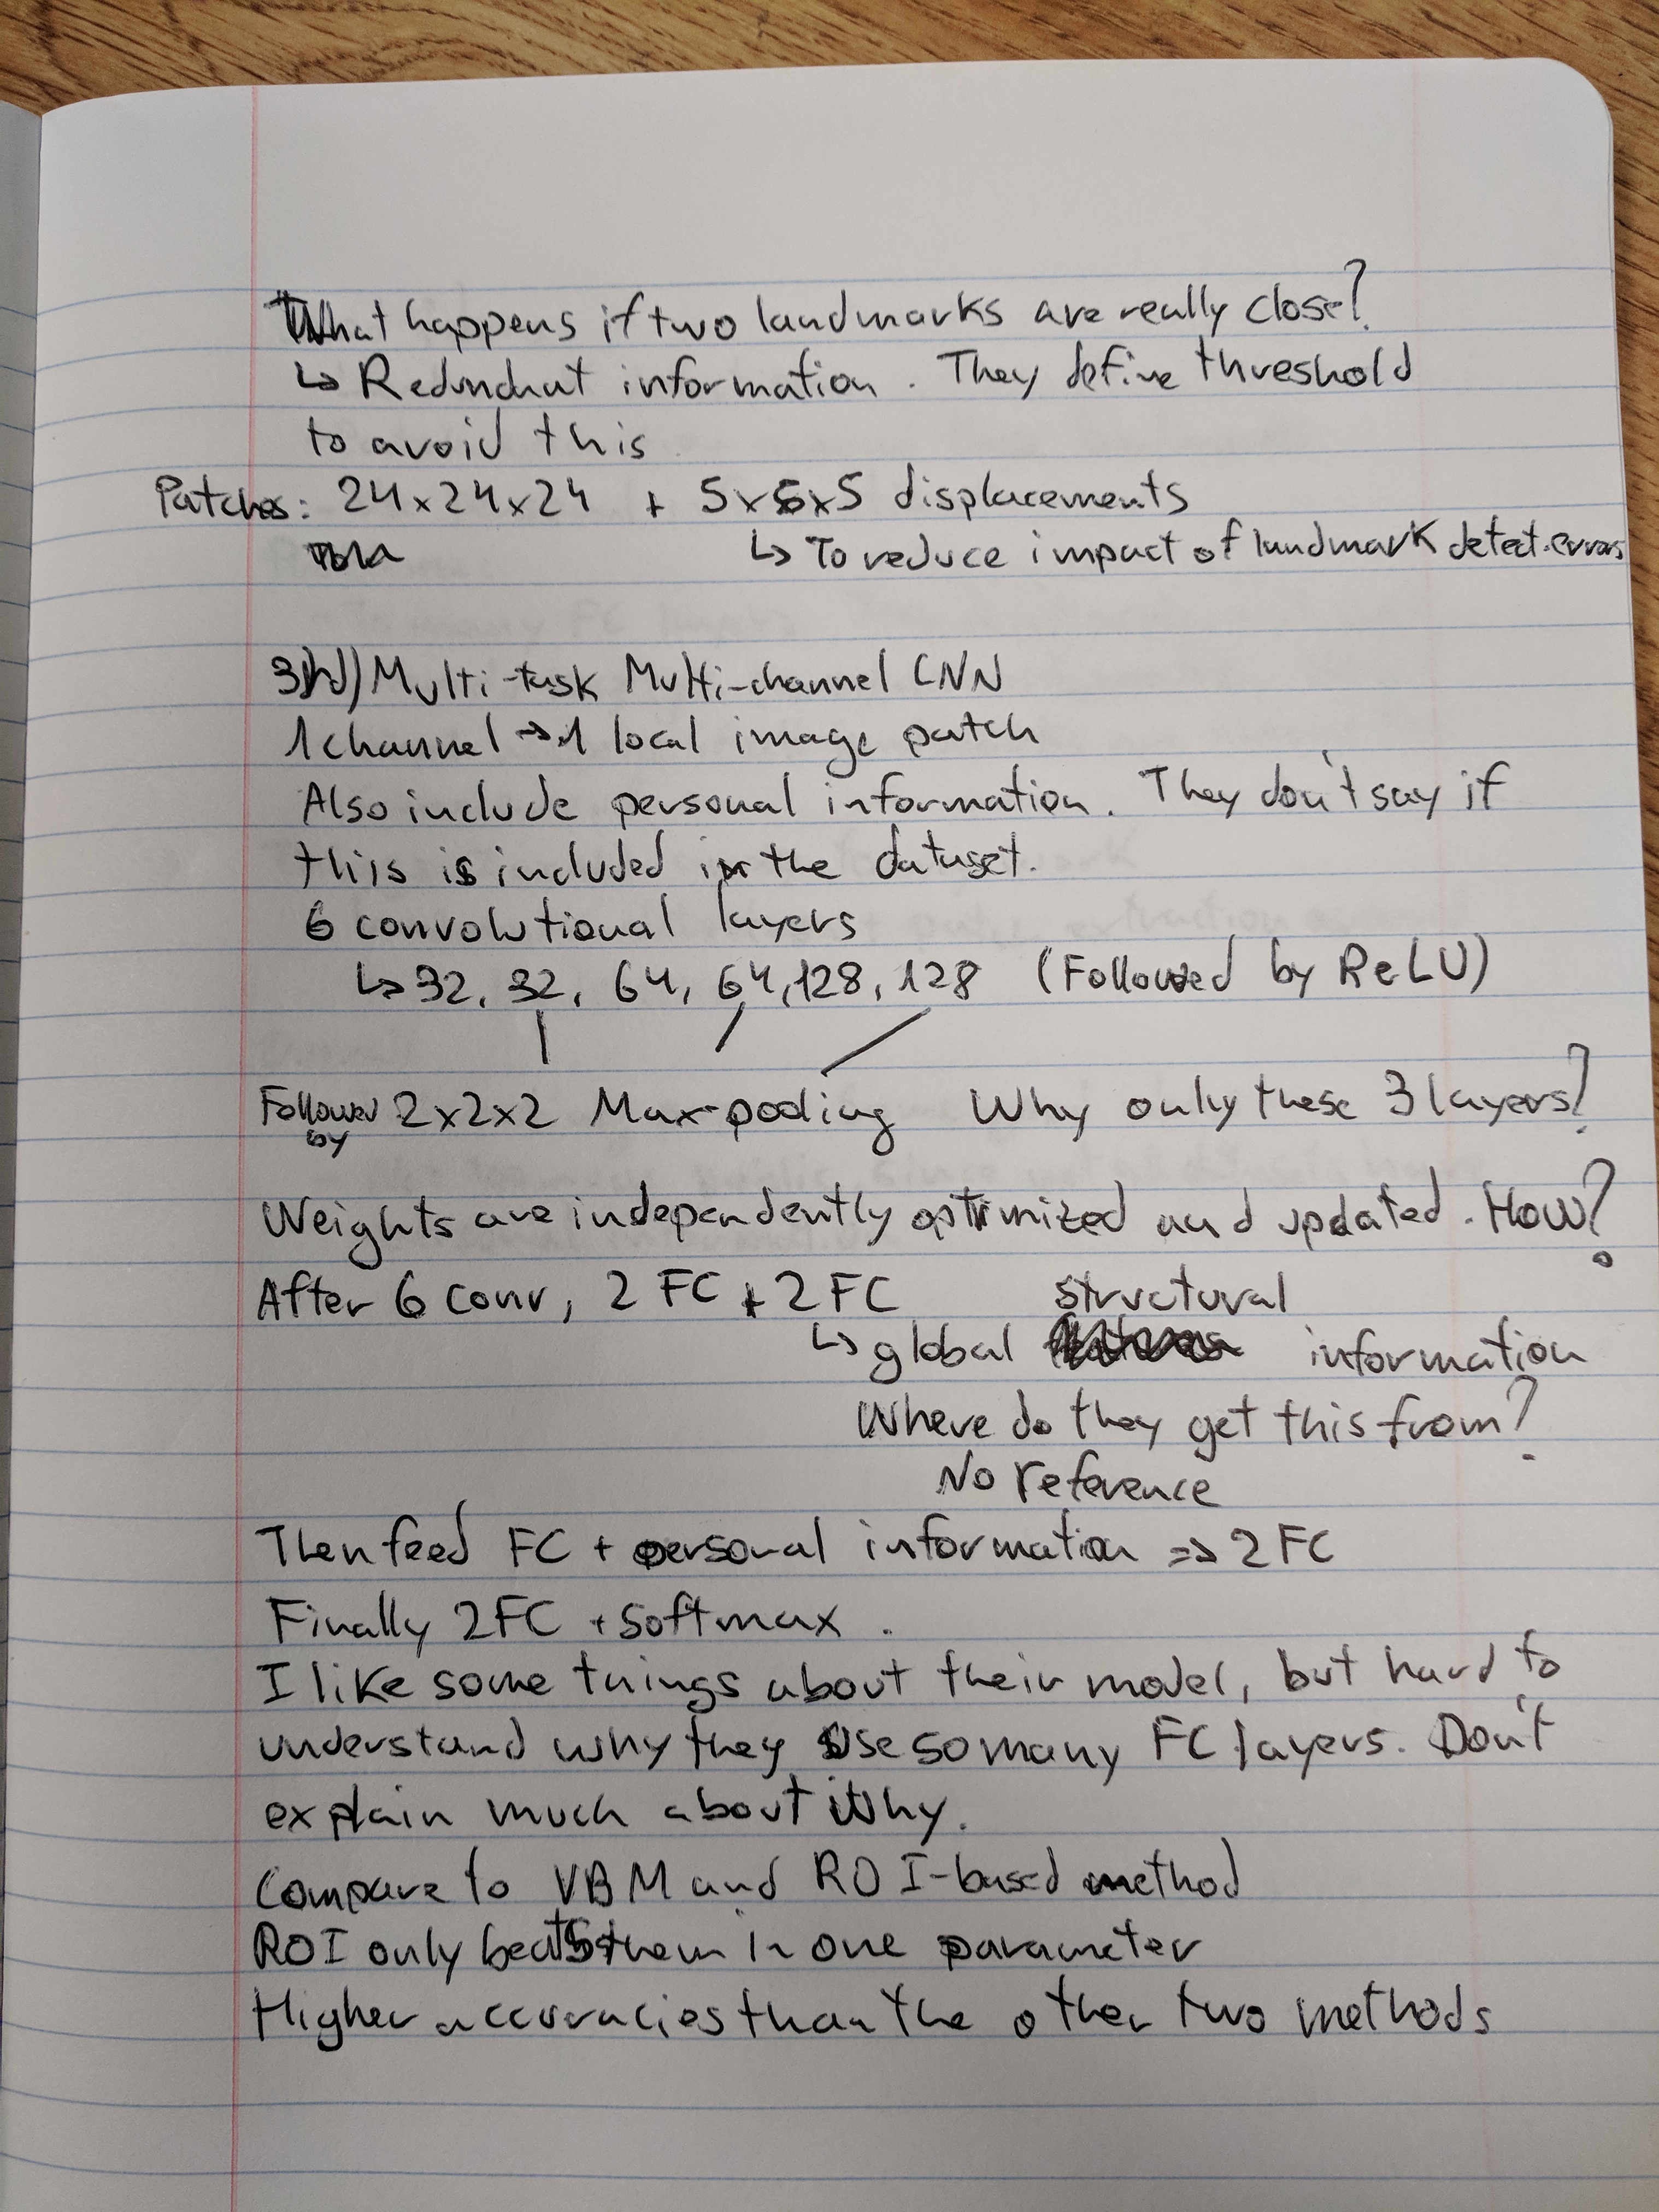 What happens if two landmarks are really close?
↳ Redundant information. They define threshold
to avoid this
Patches: 24x24x24 + 5x5x5 displacements
↳ To reduce impact of landmark detect. errors
Multi-task Multi-channel CNN
1 channel → 1 local image patch
Also include personal information. They don't say if
this is included in the dataset.
6 convolutional layers
↳ 32, 32, 64, 64, 128, 128 (Followed by ReLU)
Followed by 2x2x2 Max-pooling Why only these 3 layers?
Weights are independently optimized and updated. How?
After 6 conv, 2 FC + 2 FC
↳ global structural information
Where do they get this from?
No reference
Then feed FC + personal information => 2 FC
Finally 2FC + softmax.
I like some things about their model, but hard to
understand why they use so many FC layers. Don't
explain much about why.
Compare to VBM and ROI-based method
ROI only beats them in one parameter
Higher accuracies than the other two methods